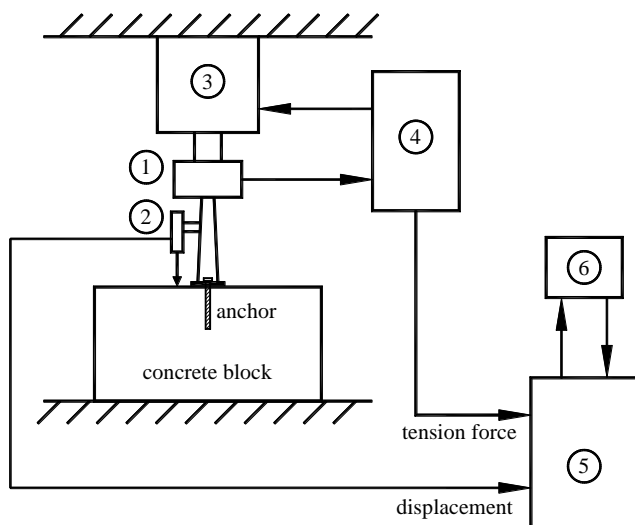 3
4
1
2
6
anchor
concrete block
tension force
5
displacement